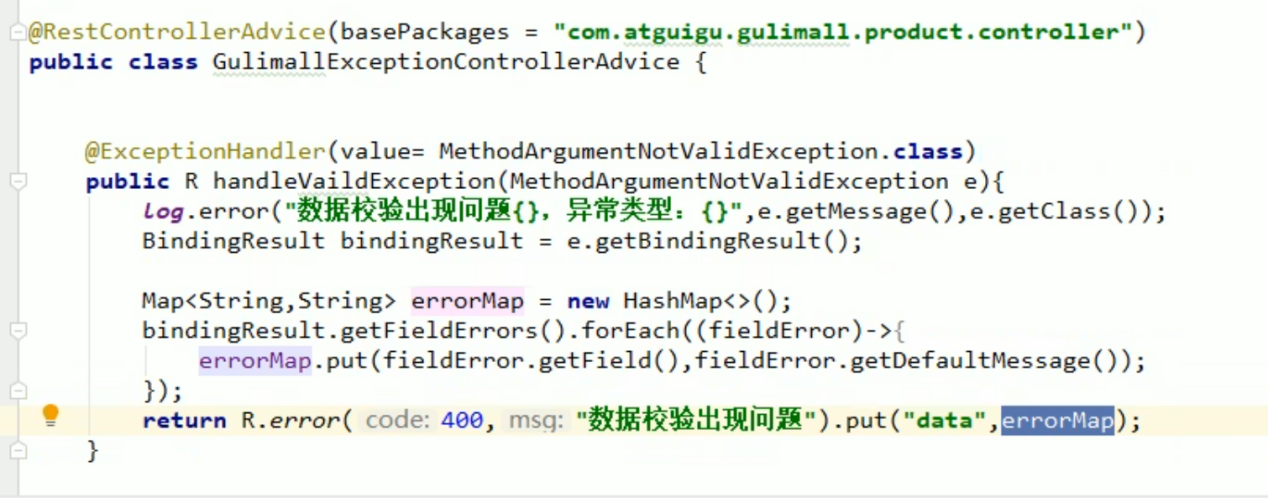 @RestControllerAdvice(basePackages = "com.atguigu.gulimall.product.controller")
public class GulimallExceptionControllerAdvice {
@ExceptionHandler(value= MethodArgumentNotValidException.class)
public R handleVaildException(MethodArgumentNotValidException e){
log.error("数据校验出现问题{}，异常类型：{}",e.getMessage(),e.getClass());
BindingResult bindingResult = e.getBindingResult();
Map<String,String> errorMap = new HashMap<>();
bindingResult.getFieldErrors().forEach((fieldError)->{
errorMap.put(fieldError.getField(),fieldError.getDefaultMessage());
});
return R.error( code: 400, msg: "数据校验出现问题").put("data",errorMap);
}